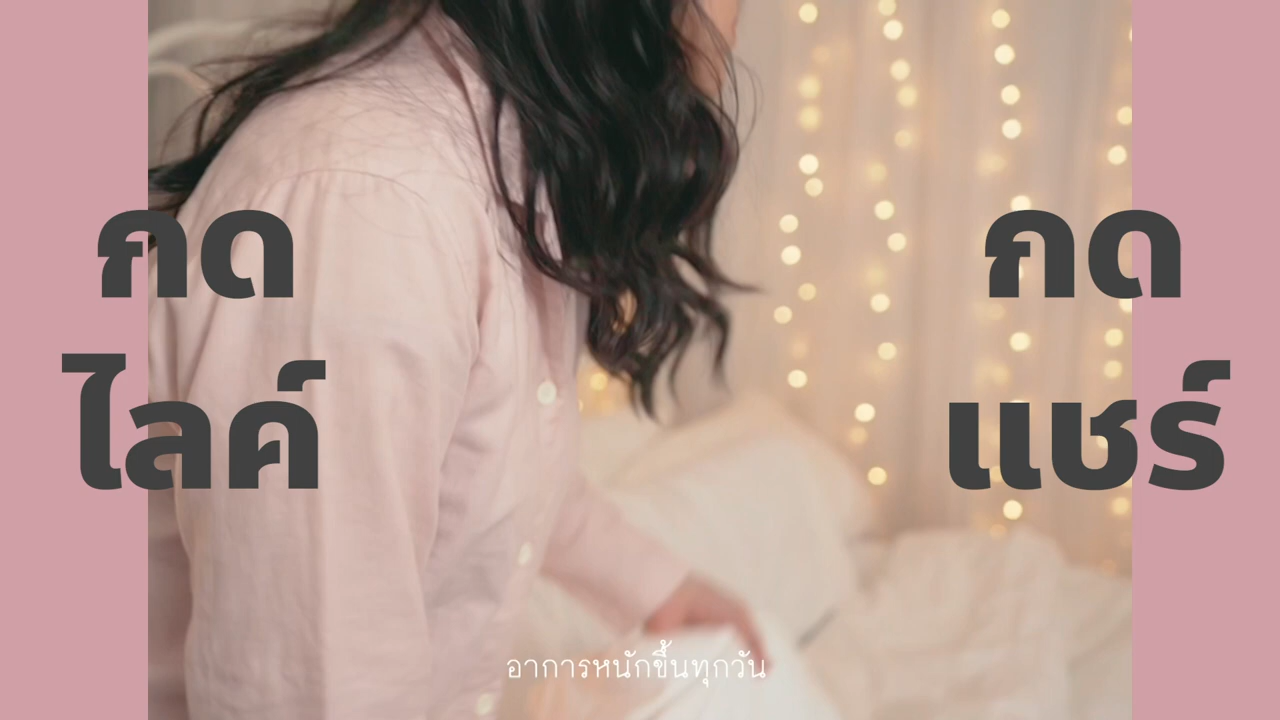 กด
ไลค์
กด
แชร์
อาการหนักขึ้นทุกวัน